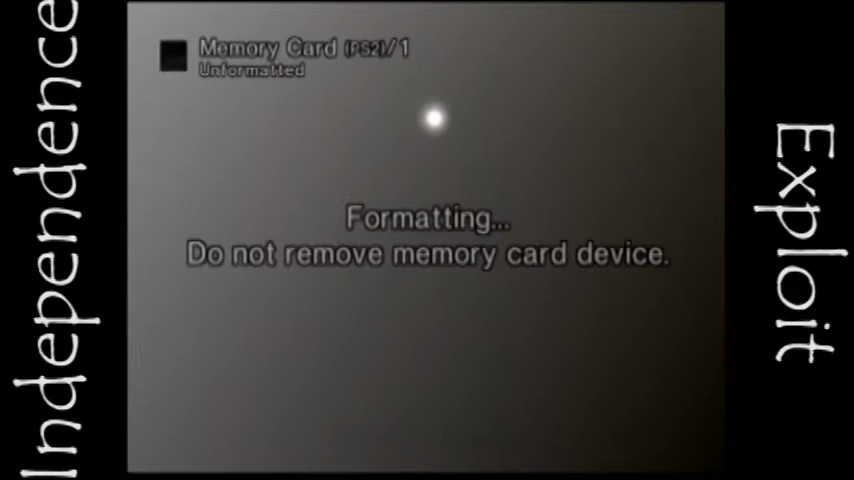 Independence
Memory Card (PS2)/1
Unformatted
Formatting...
Do not remove memory card device.
Exploit